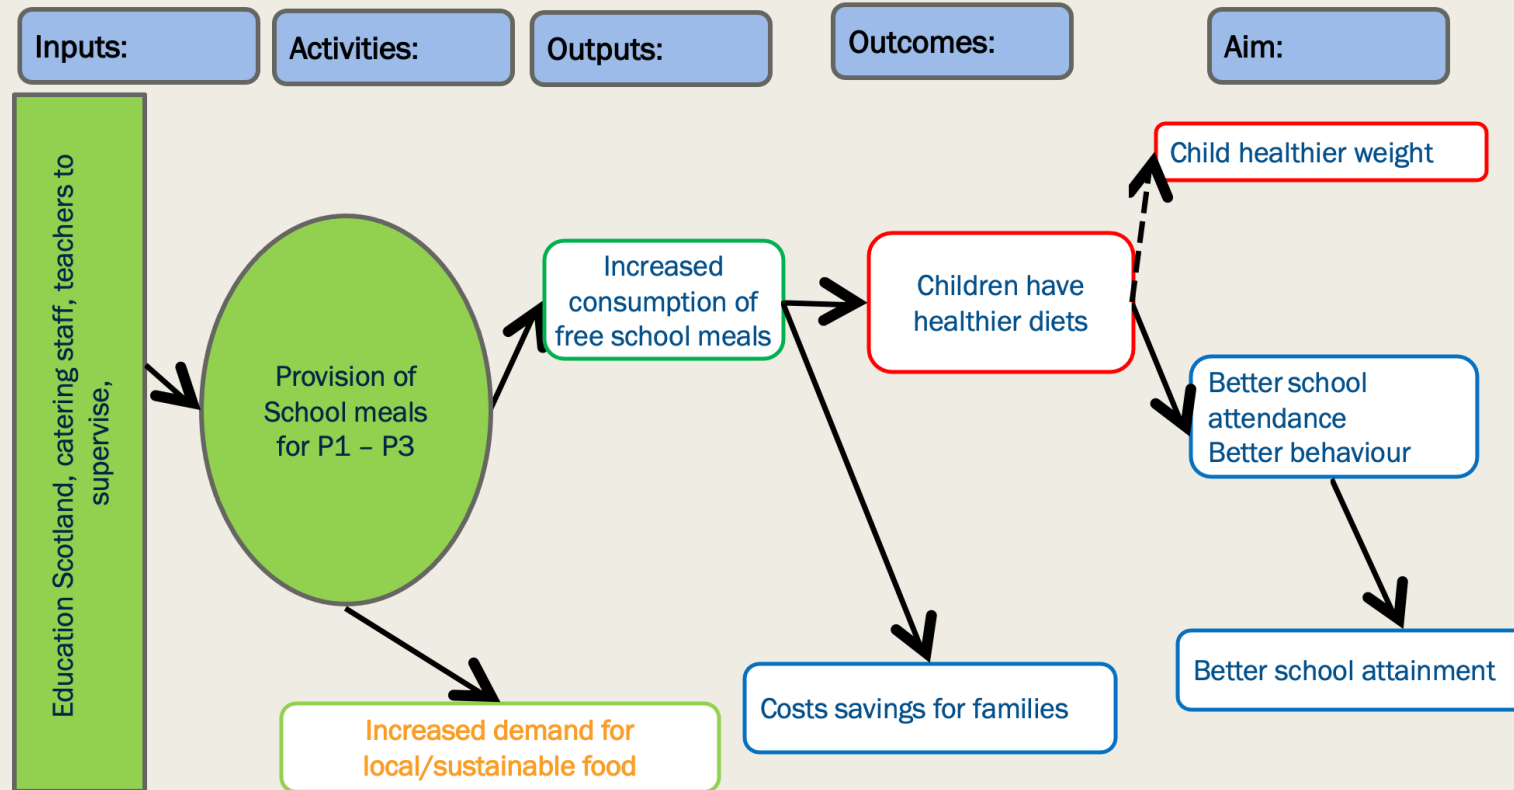 Inputs:
Activities:
Outputs:
Outcomes:
Aim:
Education Scotland, catering staff, teachers to
supervise,
Provision of
School meals
for P1 – P3
Increased demand for
local/sustainable food
Increased
consumption of
free school meals
Children have
healthier diets
Costs savings for families
Child healthier weight
Better school
attendance
Better behaviour
Better school attainment